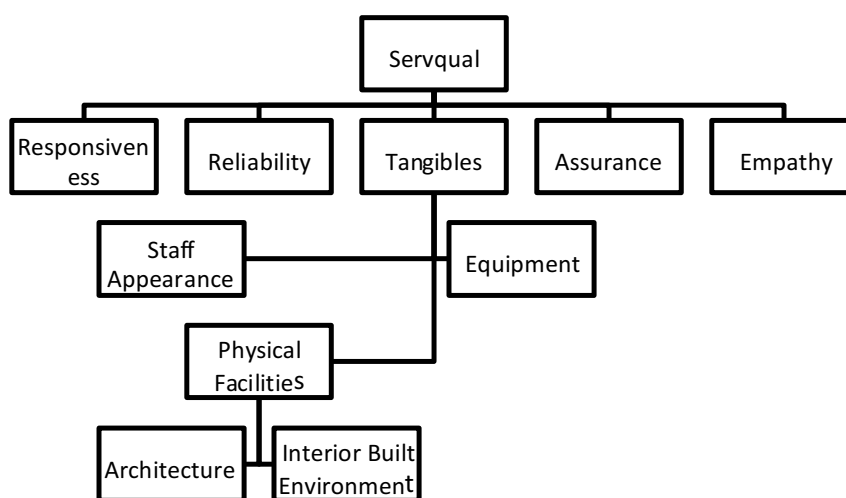 Servqual
Responsiven
ess
Reliability
Tangibles
Assurance
Empathy
Staff
Appearance
Equipment
Physical
Facilities
Architecture
Interior Built
Environment